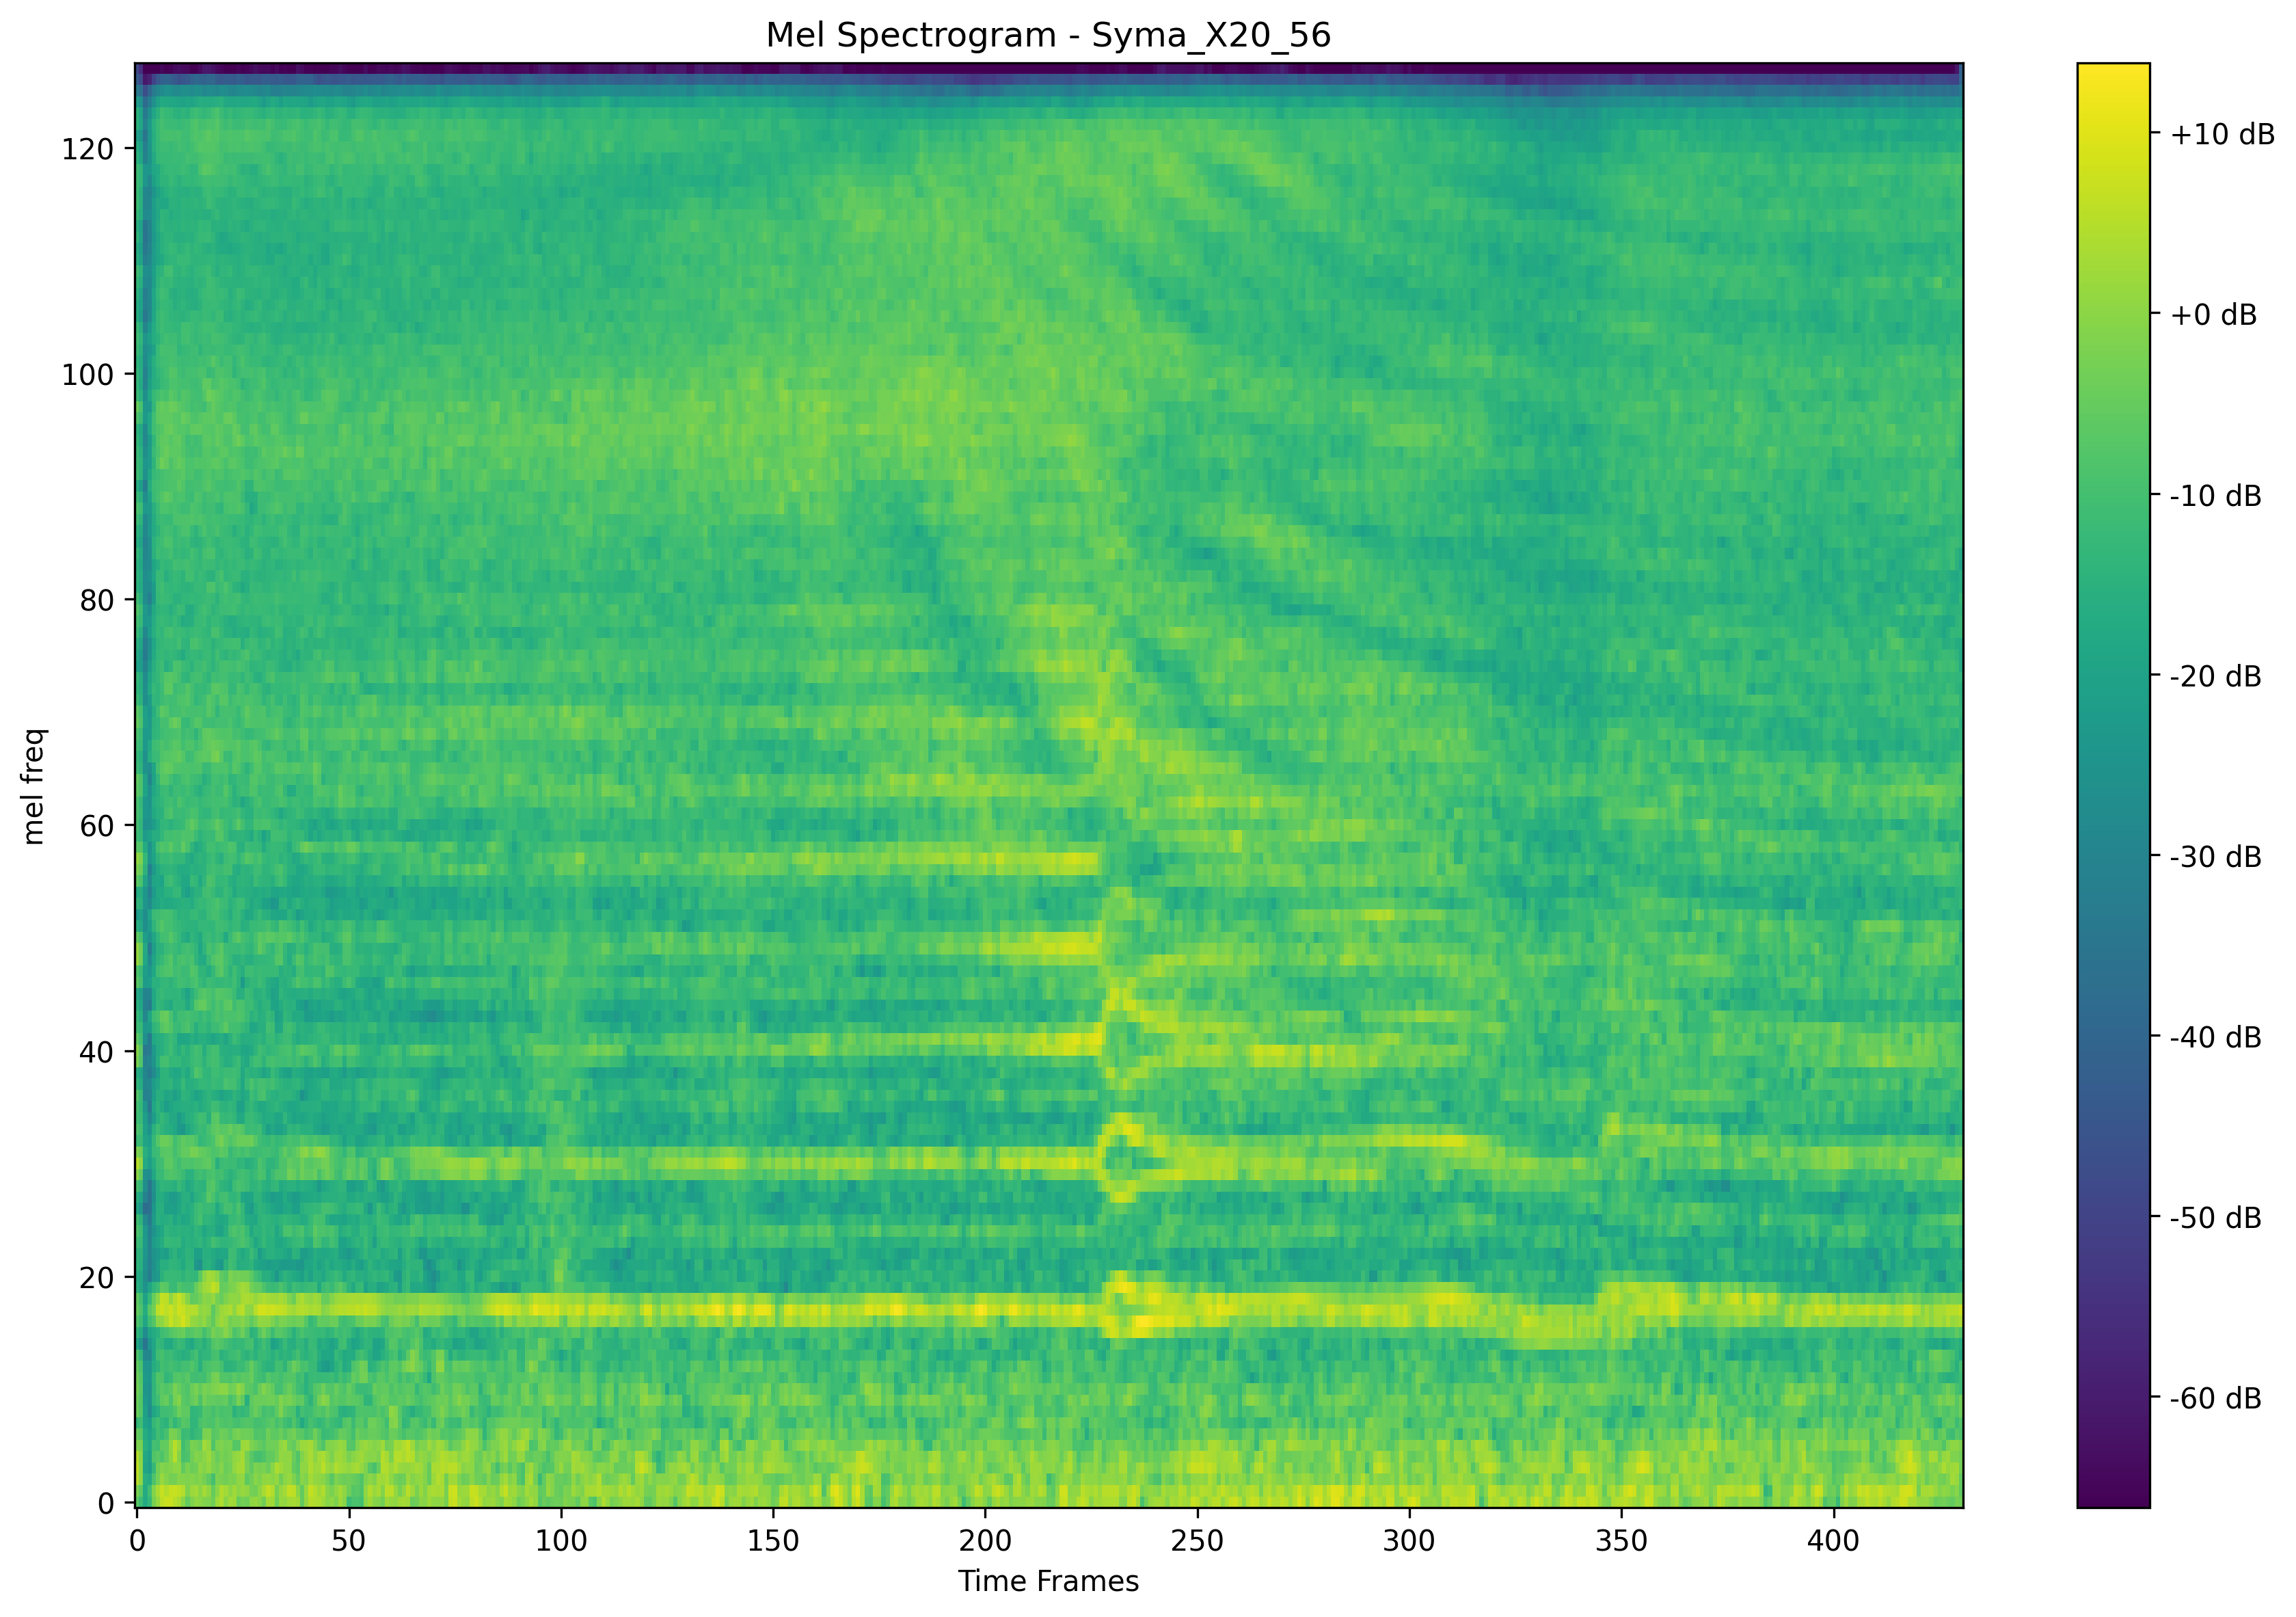 Mel Spectrogram - Syma_X20_56
mel freq
120
100
80
60
40
20
0
0 50 100 150 200 250 300 350 400
Time Frames
+10 dB
+0 dB
-10 dB
-20 dB
-30 dB
-40 dB
-50 dB
-60 dB